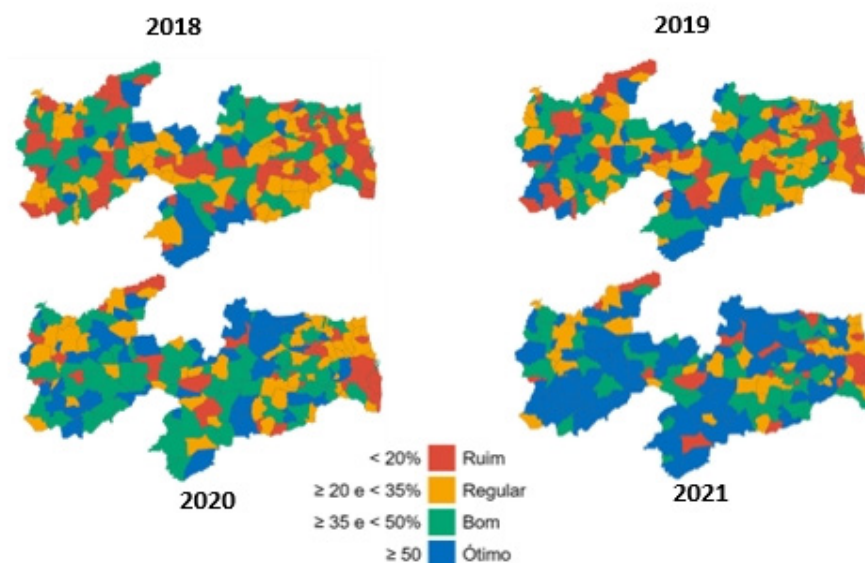 2018
2019
2020
2021
< 20% Ruim
≥ 20 e < 35% Regular
≥ 35 e < 50% Bom
≥ 50 Ótimo